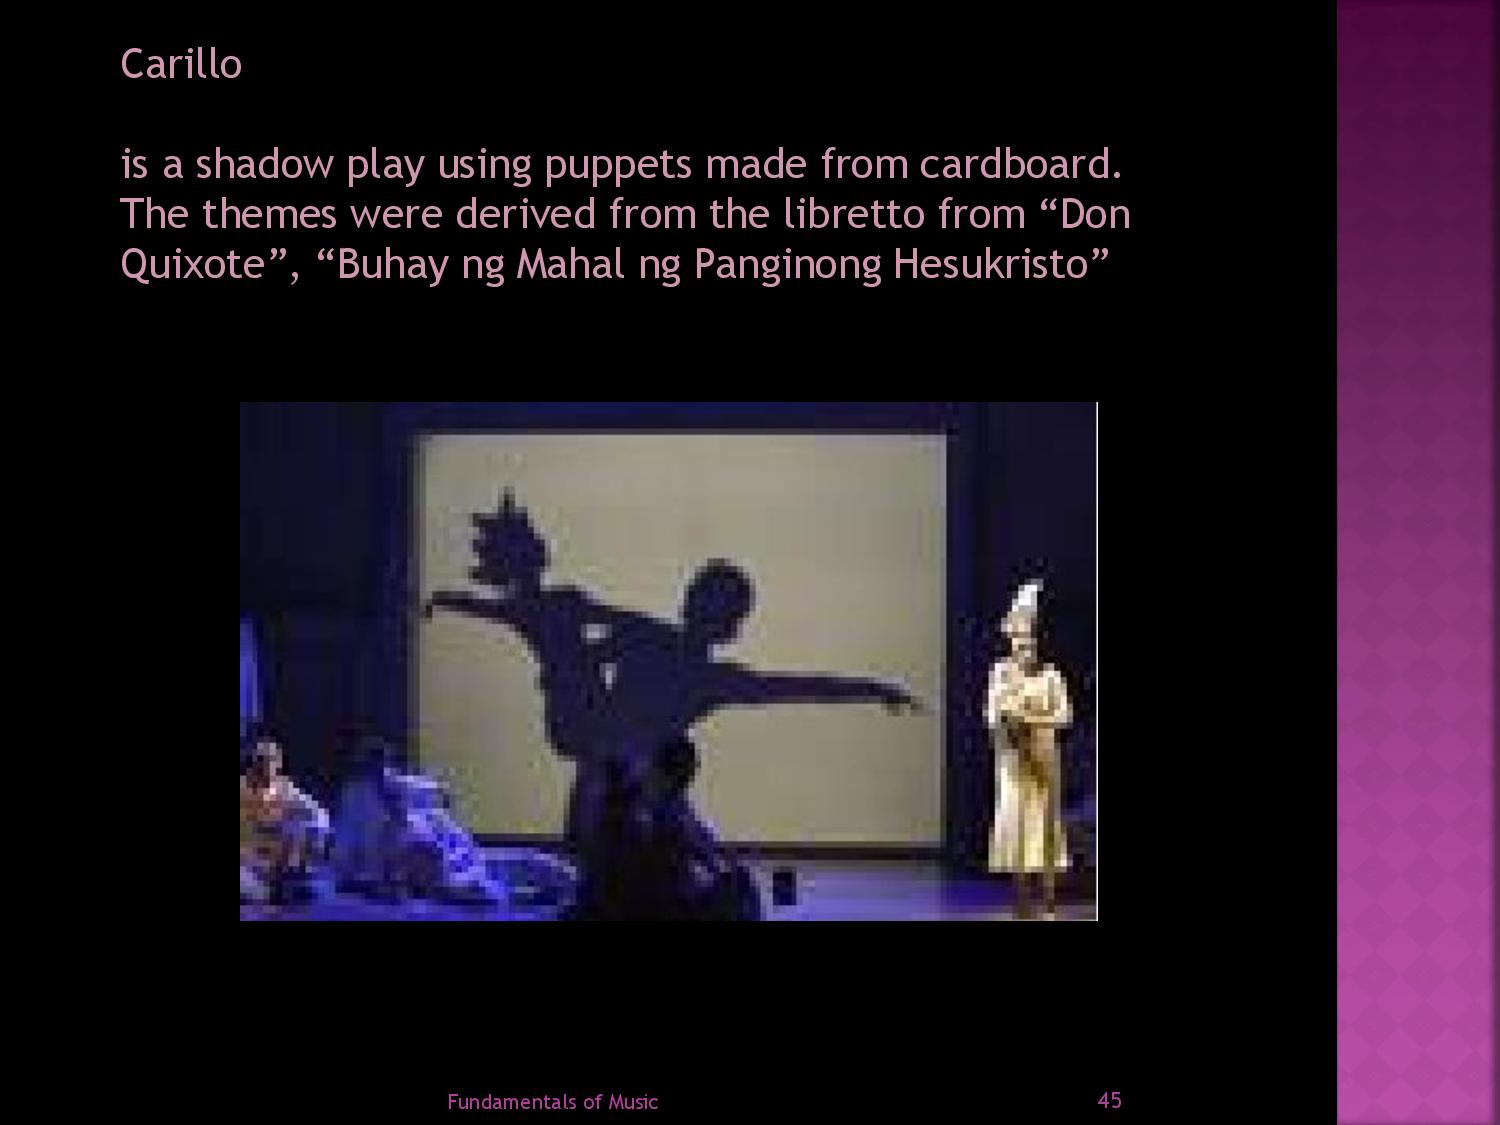 Carillo
is a shadow play using puppets made from cardboard.
The themes were derived from the libretto from “Don
Quixote”, “Buhay ng Mahal ng Panginong Hesukristo”
Fundamentals of Music
45